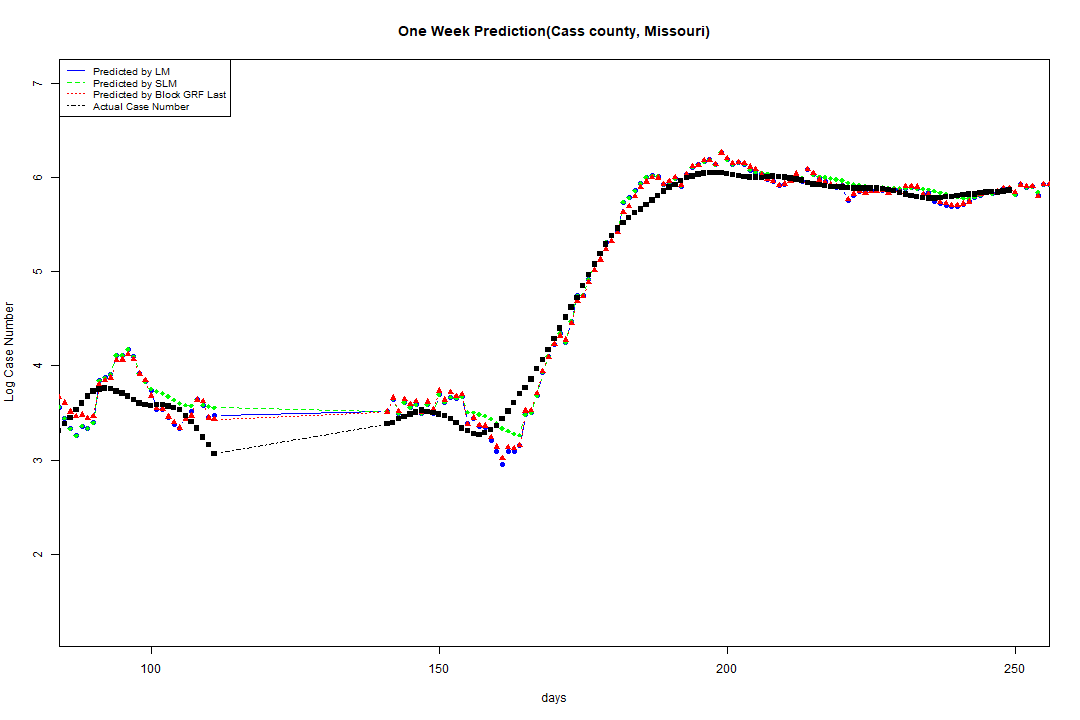 One Week Prediction(Cass county, Missouri)
Predicted by LM
Predicted by SLM
Predicted by Block GRF Last
Actual Case Number
7
6
5
4
3
2
Log Case Number
100 150 200 250
days